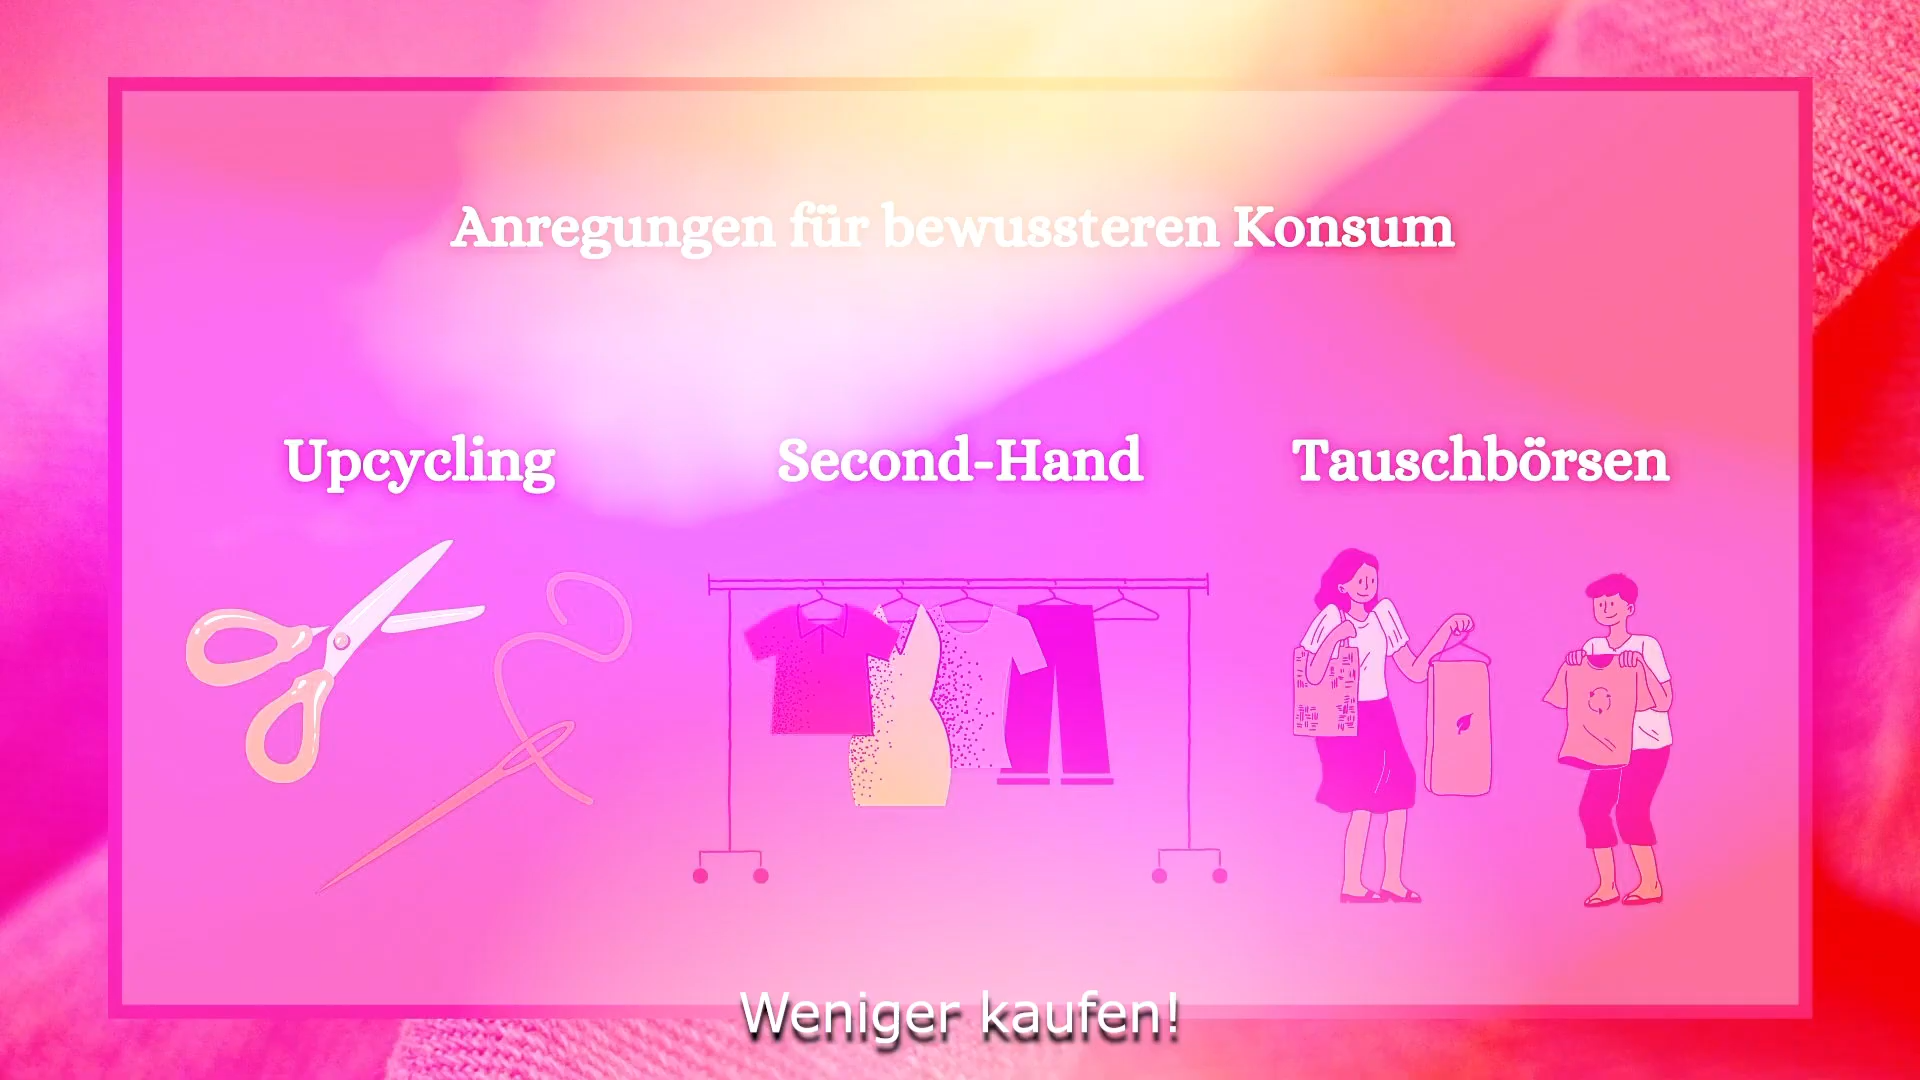 Anregungen für bewussteren Konsum
Upcycling
Second-Hand
Tauschbörsen
Weniger kaufen!